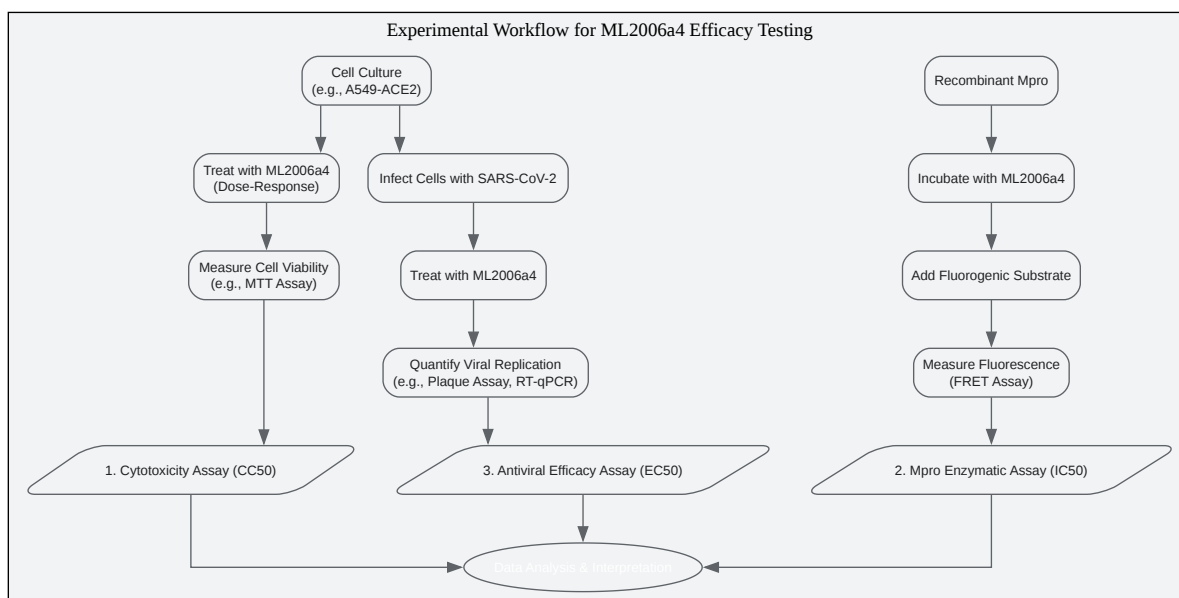 Experimental Workflow for ML2006a4 Efficacy Testing
Cell Culture
(e.g., A549-ACE2)
Recombinant Mpro
Treat with ML2006a4
(Dose-Response)
Infect Cells with SARS-CoV-2
Incubate with ML2006a4
Measure Cell Viability
(e.g., MTT Assay)
Treat with ML2006a4
Add Fluorogenic Substrate
Quantify Viral Replication
(e.g., Plaque Assay, RT-qPCR)
Measure Fluorescence
(FRET Assay)
1. Cytotoxicity Assay (CC50)
3. Antiviral Efficacy Assay (EC50)
2. Mpro Enzymatic Assay (IC50)
Data Analysis & Interpretation